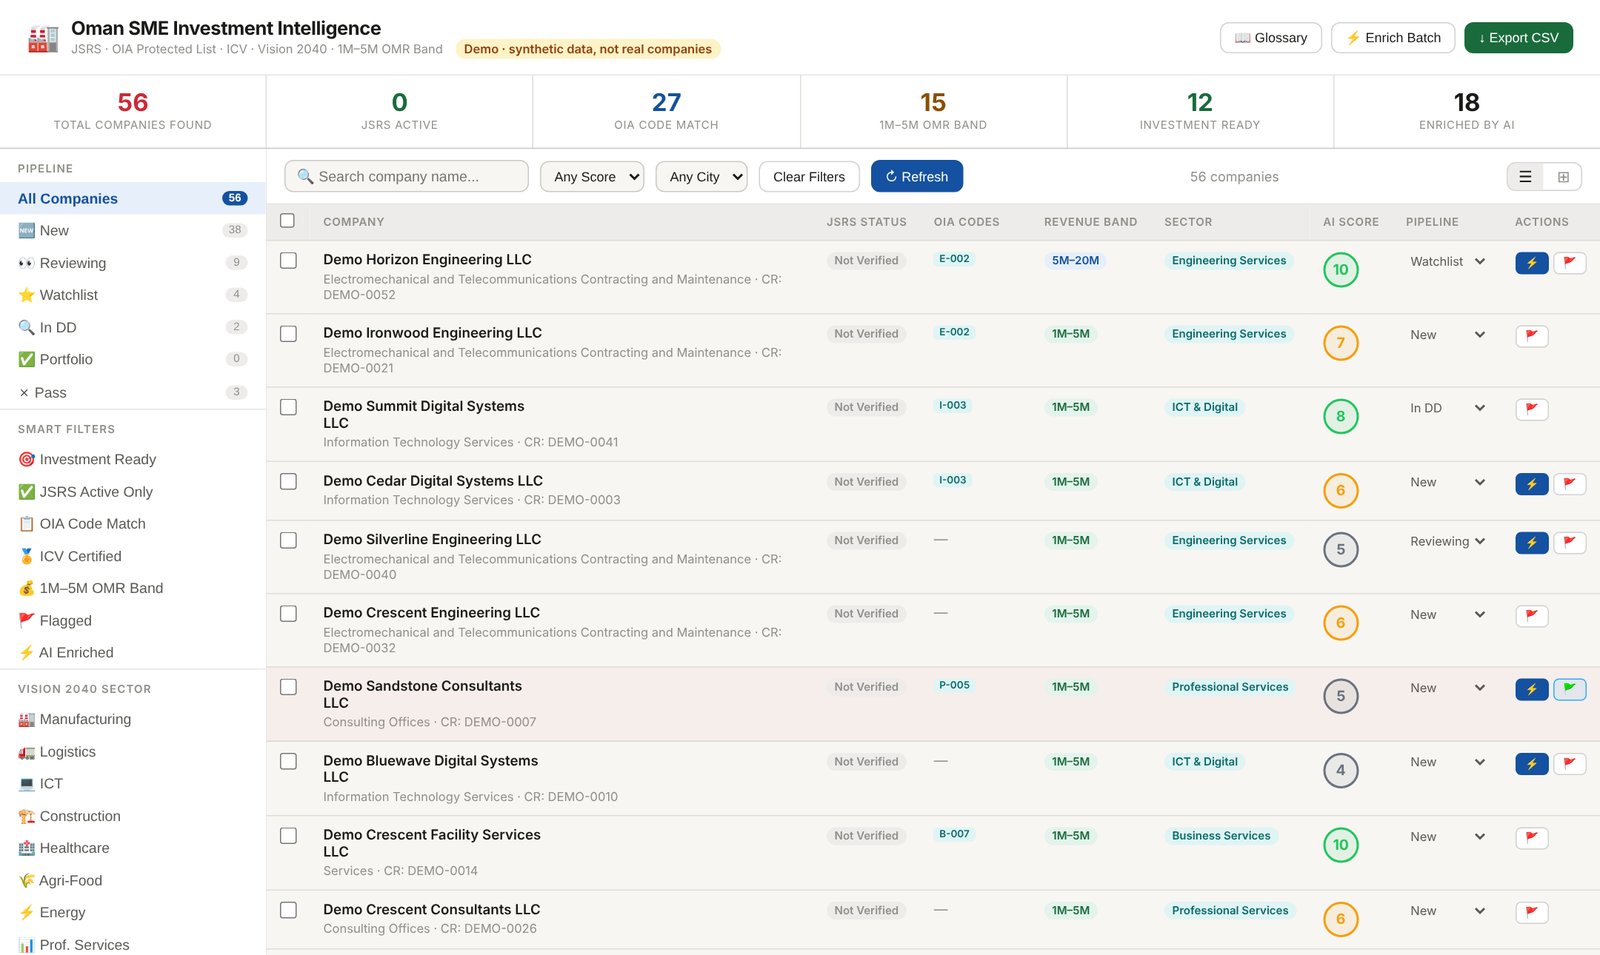 Oman SME Investment Intelligence
JSRS · OIA Protected List · ICV · Vision 2040 · 1M–5M OMR Band
Demo · synthetic data, not real companies
Glossary
Enrich Batch
↓ Export CSV
56
TOTAL COMPANIES FOUND
0
JSRS ACTIVE
27
OIA CODE MATCH
15
1M–5M OMR BAND
12
INVESTMENT READY
18
ENRICHED BY AI
PIPELINE
All Companies 56
New 38
Reviewing 9
Watchlist 4
In DD 2
Portfolio 0
× Pass 3
SMART FILTERS
Investment Ready
JSRS Active Only
OIA Code Match
ICV Certified
1M–5M OMR Band
Flagged
AI Enriched
VISION 2040 SECTOR
Manufacturing
Logistics
ICT
Construction
Healthcare
Agri-Food
Energy
Prof. Services
Search company name...
Any Score
Any City
Clear Filters
↻ Refresh
56 companies
COMPANY JSRS STATUS OIA CODES REVENUE BAND SECTOR AI SCORE PIPELINE ACTIONS
Demo Horizon Engineering LLC Not Verified E-002 5M–20M Engineering Services 10 Watchlist
Electromechanical and Telecommunications Contracting and Maintenance · CR:
DEMO-0052
Demo Ironwood Engineering LLC Not Verified E-002 1M–5M Engineering Services 7 New
Electromechanical and Telecommunications Contracting and Maintenance · CR:
DEMO-0021
Demo Summit Digital Systems Not Verified I-003 1M–5M ICT & Digital 8 In DD
LLC
Information Technology Services · CR: DEMO-0041
Demo Cedar Digital Systems LLC Not Verified I-003 1M–5M ICT & Digital 6 New
Information Technology Services · CR: DEMO-0003
Demo Silverline Engineering LLC Not Verified — 1M–5M Engineering Services 5 Reviewing
Electromechanical and Telecommunications Contracting and Maintenance · CR:
DEMO-0040
Demo Crescent Engineering LLC Not Verified — 1M–5M Engineering Services 6 New
Electromechanical and Telecommunications Contracting and Maintenance · CR:
DEMO-0032
Demo Sandstone Consultants Not Verified P-005 1M–5M Professional Services 5 New
LLC
Consulting Offices · CR: DEMO-0007
Demo Bluewave Digital Systems Not Verified — 1M–5M ICT & Digital 4 New
LLC
Information Technology Services · CR: DEMO-0010
Demo Crescent Facility Services Not Verified B-007 1M–5M Business Services 10 New
LLC
Services · CR: DEMO-0014
Demo Crescent Consultants LLC Not Verified — 1M–5M Professional Services 6 New
Consulting Offices · CR: DEMO-0026